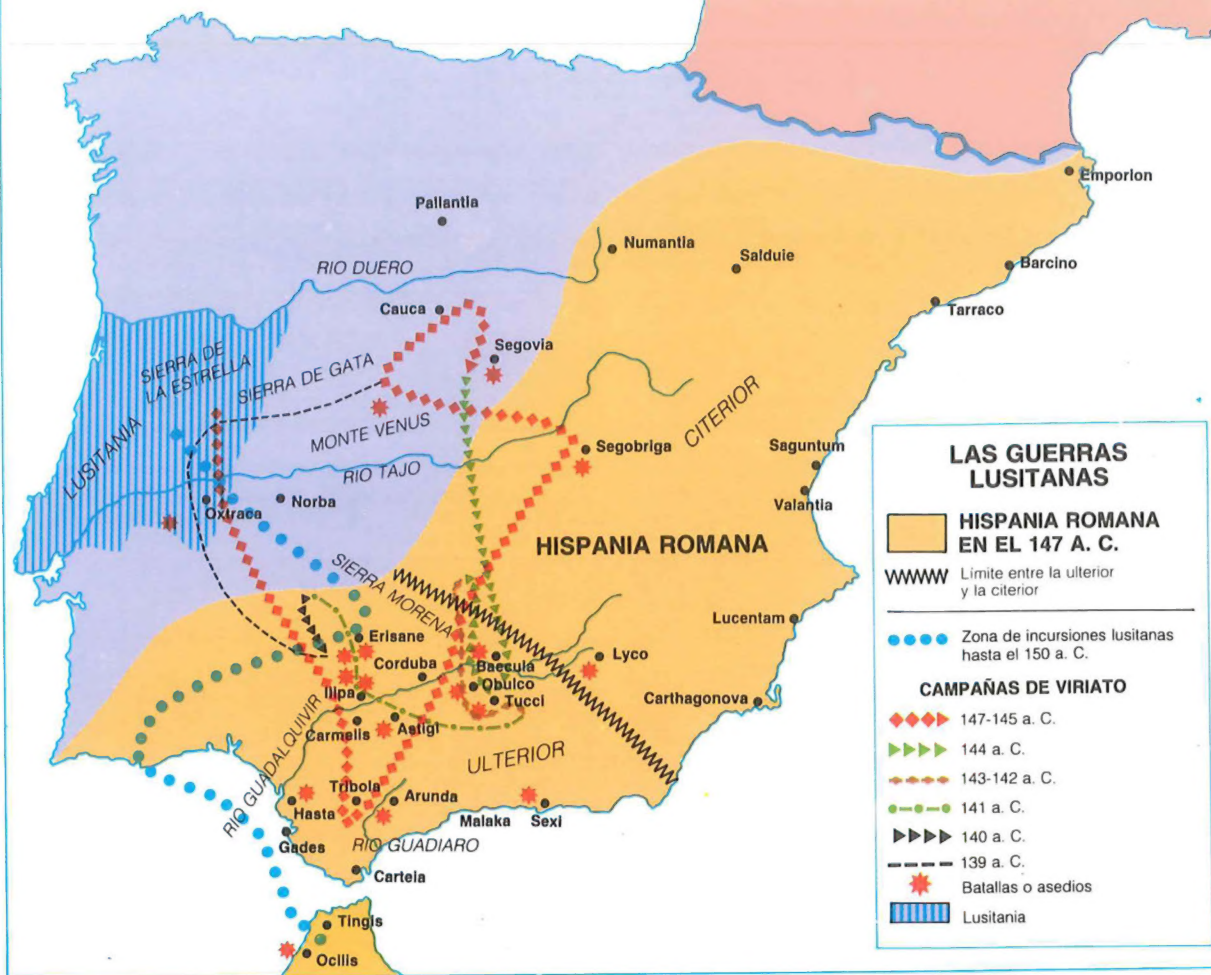 Emporion
Pallantia
Numantia
Salduie
Barcino
RIO DUERO
Tarraco
Cauca
Segovia
SIERRA DE
LA ESTRELLA
SIERRA DE GATA
CITERIOR
MONTE VENUS
LUSITANIA
Segobriga
Saguntum
RIO TAJO
Valantia
Norba
Oxtraca
HISPANIA ROMANA
SIERRA MORENA
Lucentam
Erisane
Corduba
Baecula
Lyco
Obulco
Ilipa
Tucci
Carthagonova
Carmelis
Astigi
ULTERIOR
RIO GUADALQUIVIR
Tribola
Arunda
Hasta
Malaka
Sexi
Gades
RIO GUADIARO
Carteia
Tingis
Ocilis
LAS GUERRAS
LUSITANAS
HISPANIA ROMANA
EN EL 147 A. C.
Límite entre la ulterior
y la citerior
Zona de incursiones lusitanas
hasta el 150 a. C.
CAMPAÑAS DE VIRIATO
147-145 a. C.
144 a. C.
143-142 a. C.
141 a. C.
140 a. C.
139 a. C.
Batallas o asedios
Lusitania